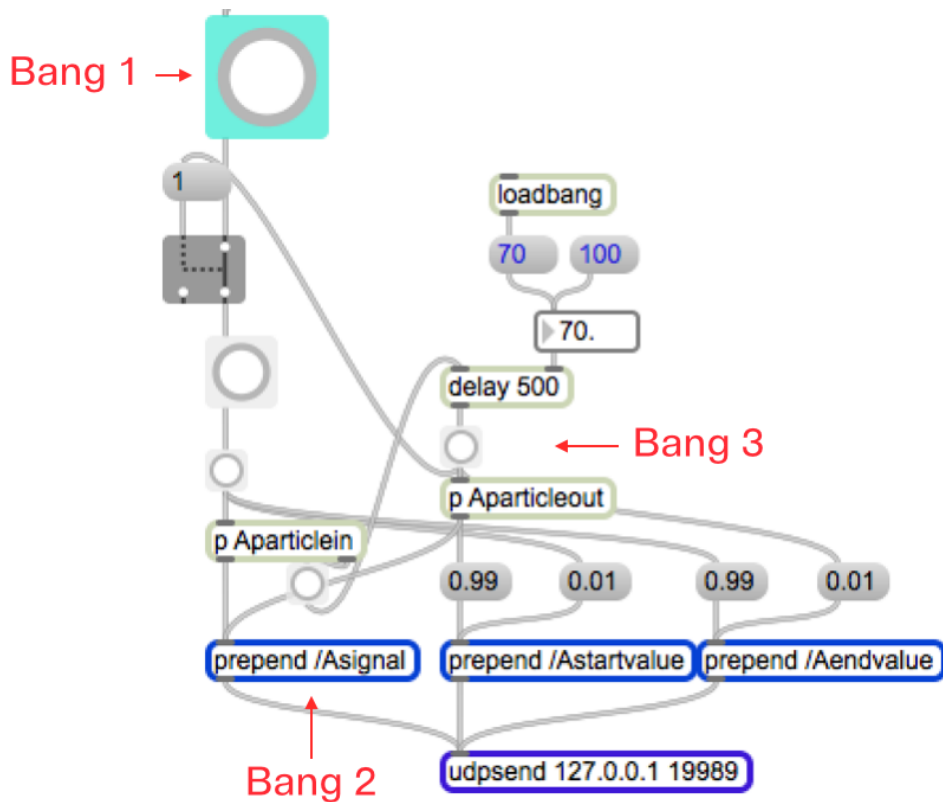 Bang 1
1
loadbang
70
100
70.
delay 500
Bang 3
p Aparticleout
p Aparticlein
0.99
0.01
0.99
0.01
prepend /Asignal
prepend /Astartvalue
prepend /Aendvalue
Bang 2
udpsend 127.0.0.1 19989